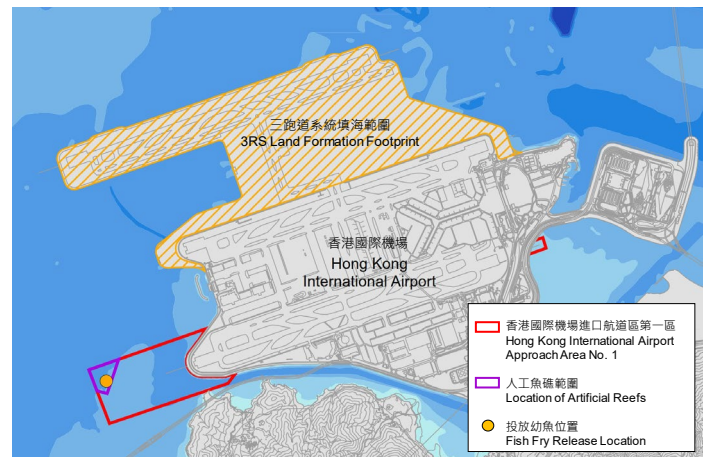 三跑道系統填海範圍
3RS Land Formation Footprint
香港國際機場
Hong Kong
International Airport
香港國際機場進口航道區第一區
Hong Kong International Airport
Approach Area No. 1
人工魚礁範圍
Location of Artificial Reefs
投放幼魚位置
Fish Fry Release Location